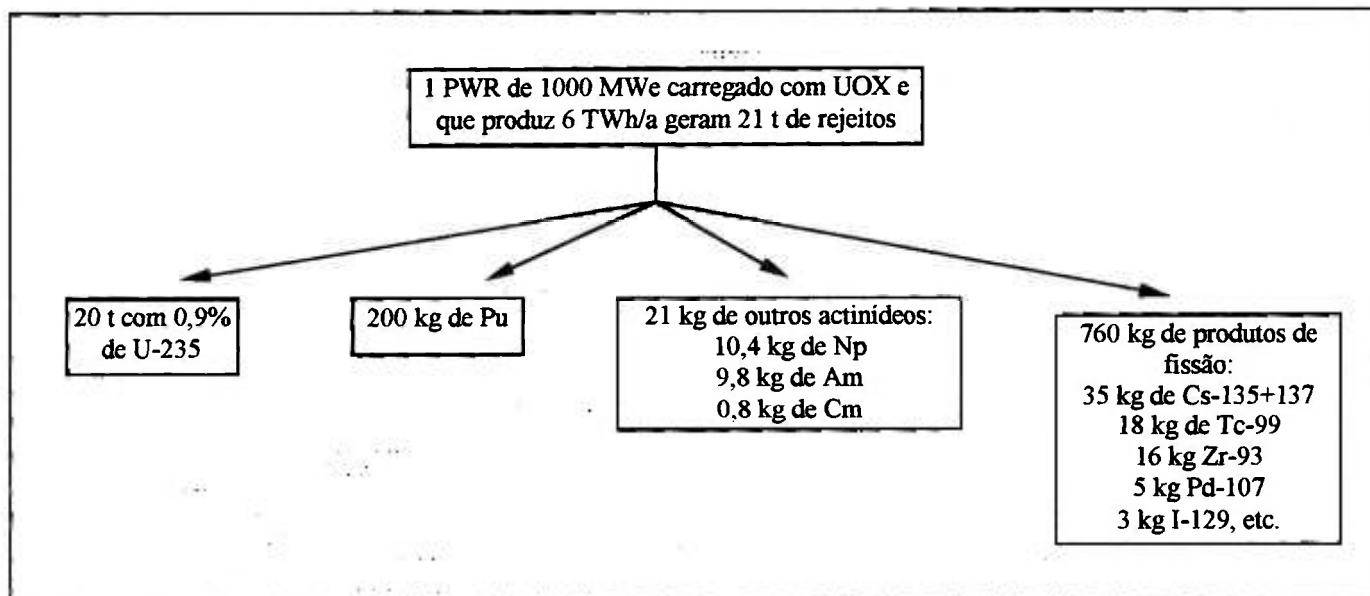 1 PWR de 1000 MWe carregado com UOX e
que produz 6 TWh/a geram 21 t de rejeitos
20 t com 0,9%
de U-235
200 kg de Pu
21 kg de outros actinídeos:
10,4 kg de Np
9,8 kg de Am
0,8 kg de Cm
760 kg de produtos de
fissão:
35 kg de Cs-135+137
18 kg de Tc-99
16 kg Zr-93
5 kg Pd-107
3 kg I-129, etc.